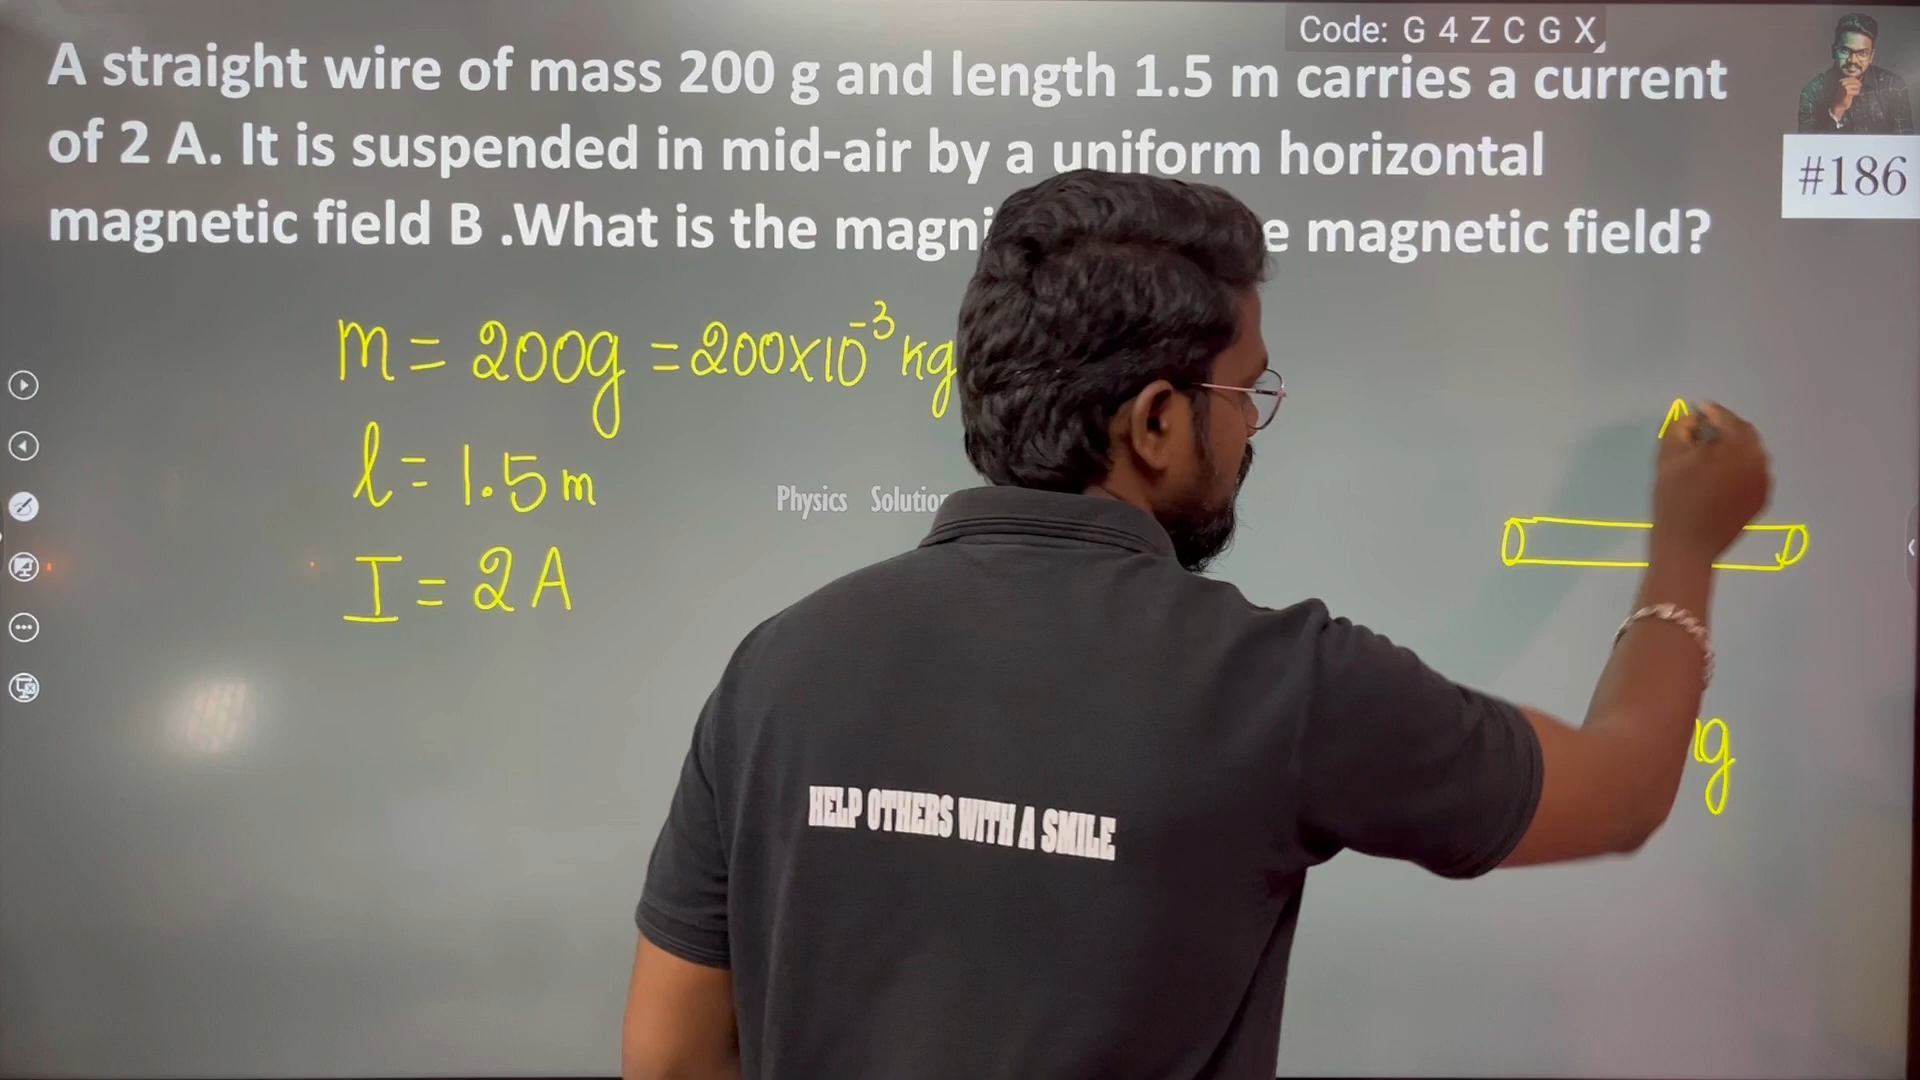 Code: G 4 Z C G X
A straight wire of mass 200 g and length 1.5 m carries a current
of 2 A. It is suspended in mid-air by a uniform horizontal
#186
magnetic field B .What is the magnetic field?
m = 200g = 200x10⁻³ kg
l = 1.5 m
Physics
I = 2 A
HELP OTHERS WITH A SMILE